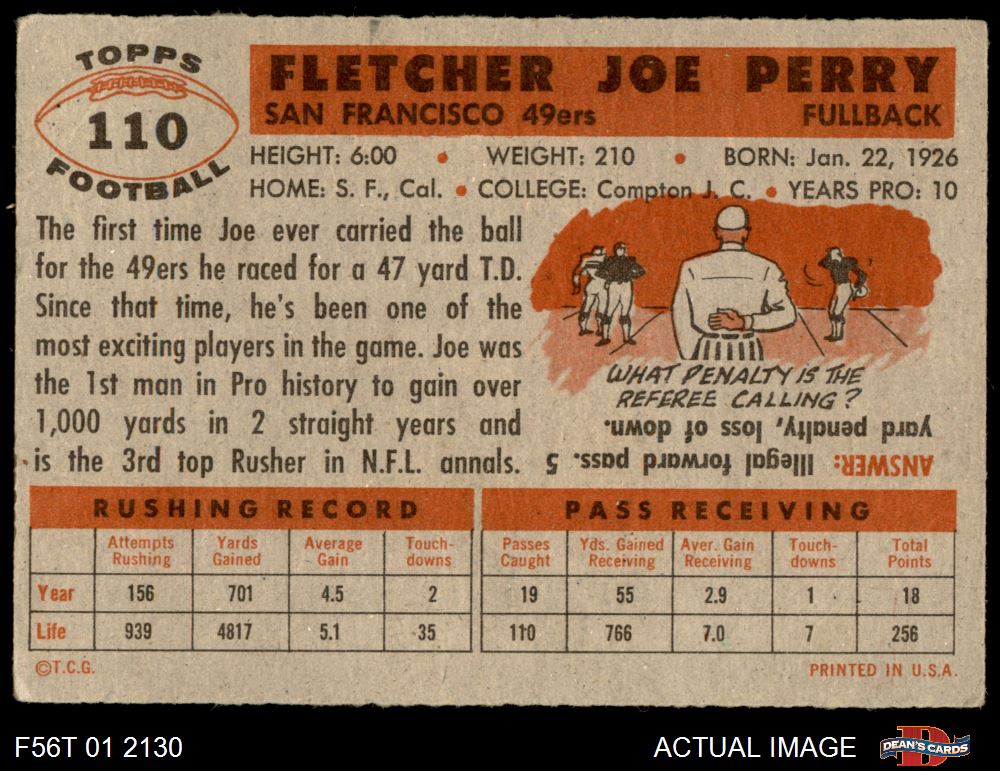 TOPPS
110
FOOTBALL
FLETCHER JOE PERRY
SAN FRANCISCO 49ers FULLBACK
HEIGHT: 6:00 • WEIGHT: 210 • BORN: Jan. 22, 1926
HOME: S. F., Cal. • COLLEGE: Compton J. C. • YEARS PRO: 10
The first time Joe ever carried the ball
for the 49ers he raced for a 47 yard T.D.
Since that time, he's been one of the
most exciting players in the game. Joe was
the 1st man in Pro history to gain over
1,000 yards in 2 straight years and
is the 3rd top Rusher in N.F.L. annals.
WHAT PENALTY IS THE
REFEREE CALLING?
ANSWER: Illegal forward pass. 5
yard penalty, loss of down.
RUSHING RECORD
Attempts Rushing Yards Gained Average Gain Touch-downs
Year 156 701 4.5 2
Life 939 4817 5.1 35
PASS RECEIVING
Passes Caught Yds. Gained Receiving Aver. Gain Receiving Touch-downs Total Points
19 55 2.9 1 18
110 766 7.0 7 256
©T.C.G. PRINTED IN U.S.A.
F56T 01 2130 ACTUAL IMAGE DEAN'S CARDS